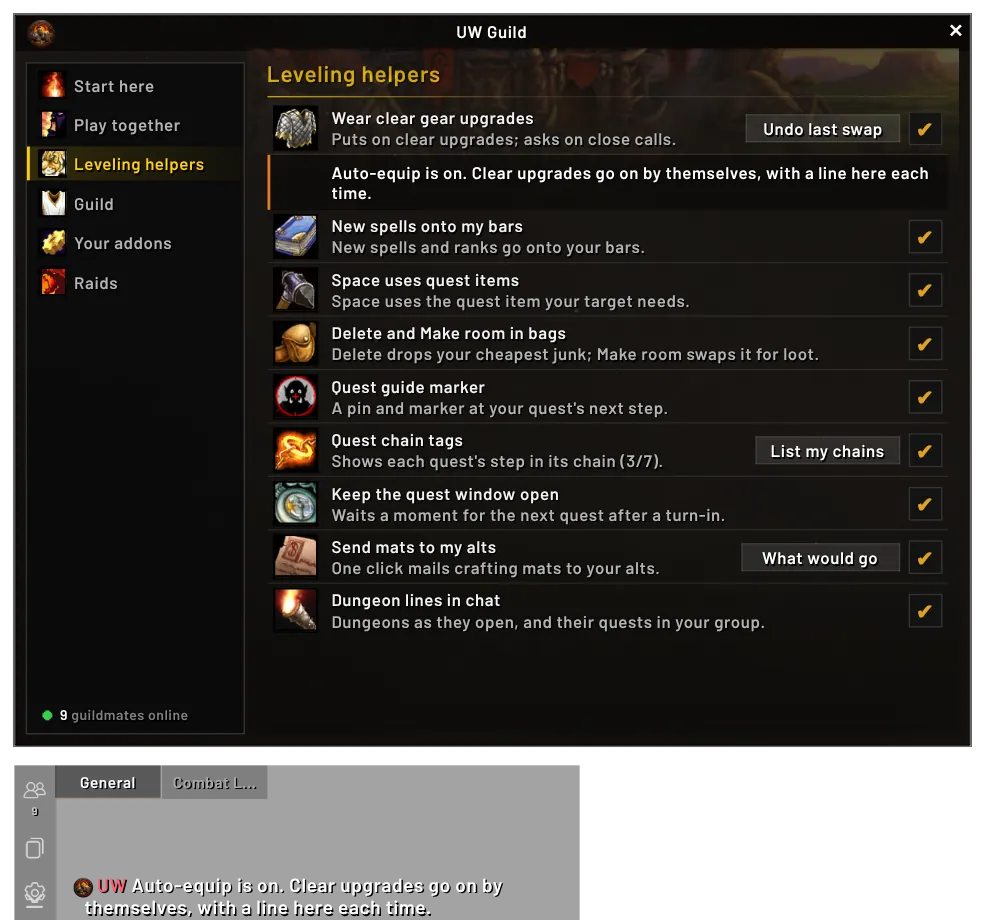 UW Guild
Start here
Play together
Leveling helpers
Guild
Your addons
Raids
9 guildmates online
Leveling helpers
Wear clear gear upgrades
Puts on clear upgrades; asks on close calls.
Undo last swap
Auto-equip is on. Clear upgrades go on by themselves, with a line here each
time.
New spells onto my bars
New spells and ranks go onto your bars.
Space uses quest items
Space uses the quest item your target needs.
Delete and Make room in bags
Delete drops your cheapest junk; Make room swaps it for loot.
Quest guide marker
A pin and marker at your quest's next step.
Quest chain tags
Shows each quest's step in its chain (3/7).
List my chains
Keep the quest window open
Waits a moment for the next quest after a turn-in.
Send mats to my alts
One click mails crafting mats to your alts.
What would go
Dungeon lines in chat
Dungeons as they open, and their quests in your group.
General
Combat L...
9
UW Auto-equip is on. Clear upgrades go on by
themselves, with a line here each time.